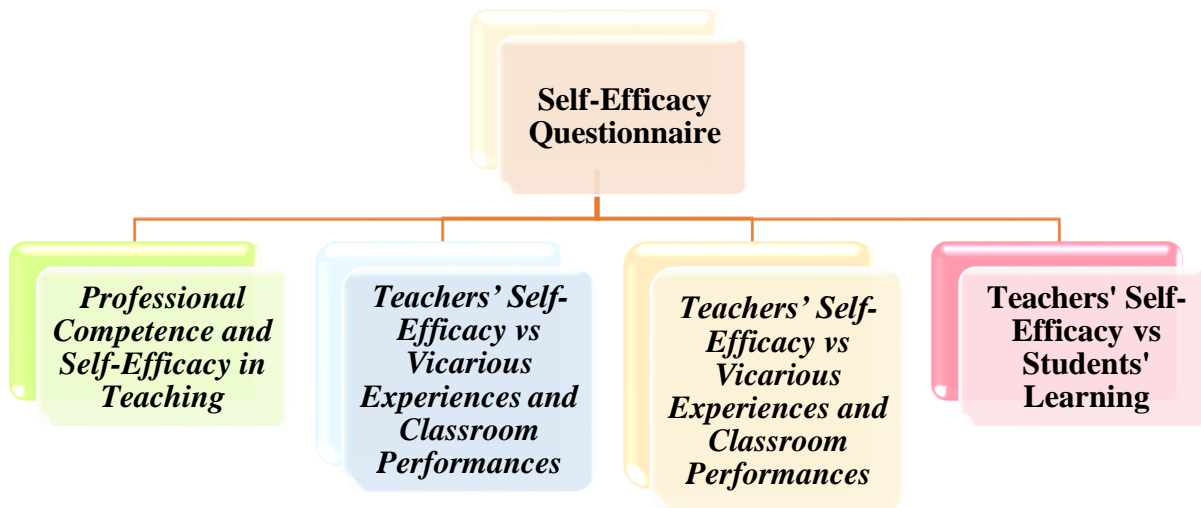 Self-Efficacy
Questionnaire
Professional
Competence and
Self-Efficacy in
Teaching
Teachers’ Self-
Efficacy vs
Vicarious
Experiences and
Classroom
Performances
Teachers’ Self-
Efficacy vs
Vicarious
Experiences and
Classroom
Performances
Teachers' Self-
Efficacy vs
Students'
Learning